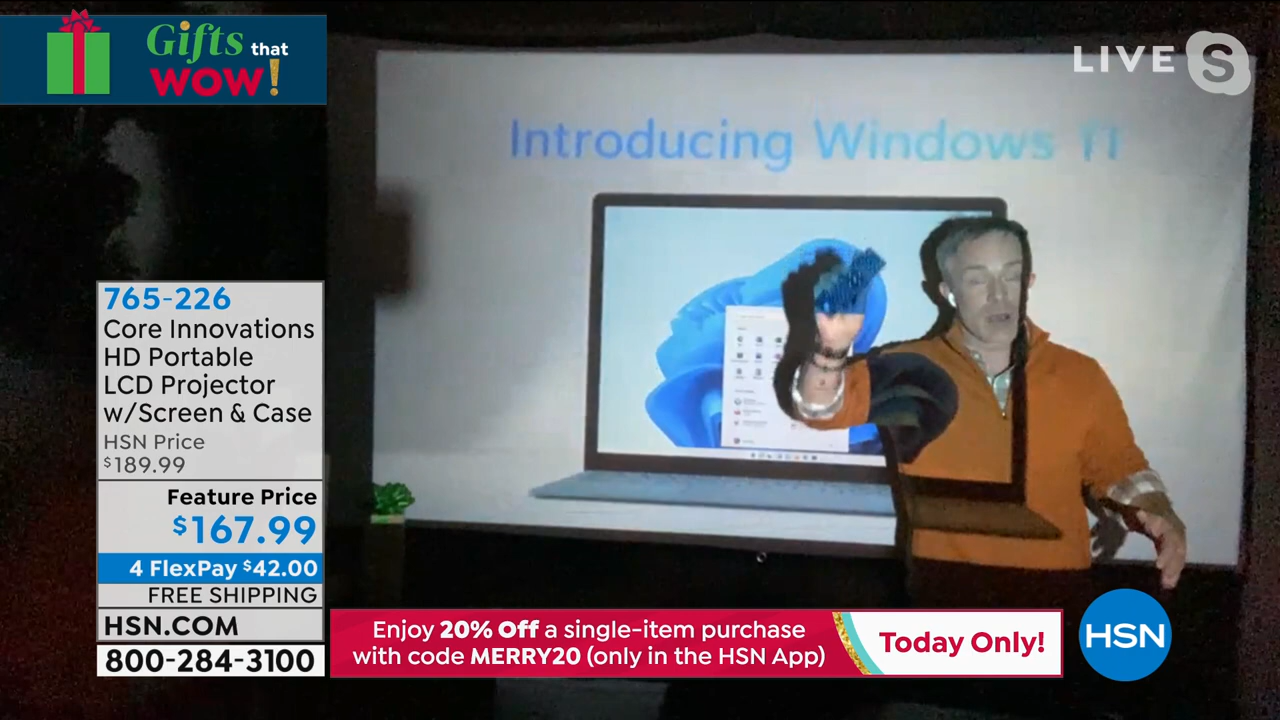 Gifts that
WOW!
LIVE S
Introducing Windows 11
765-226
Core Innovations
HD Portable
LCD Projector
w/Screen & Case
HSN Price
$189.99
Feature Price
$167.99
4 FlexPay $42.00
FREE SHIPPING
HSN.COM
800-284-3100
Enjoy 20% Off a single-item purchase
with code MERRY20 (only in the HSN App)
Today Only!
HSN